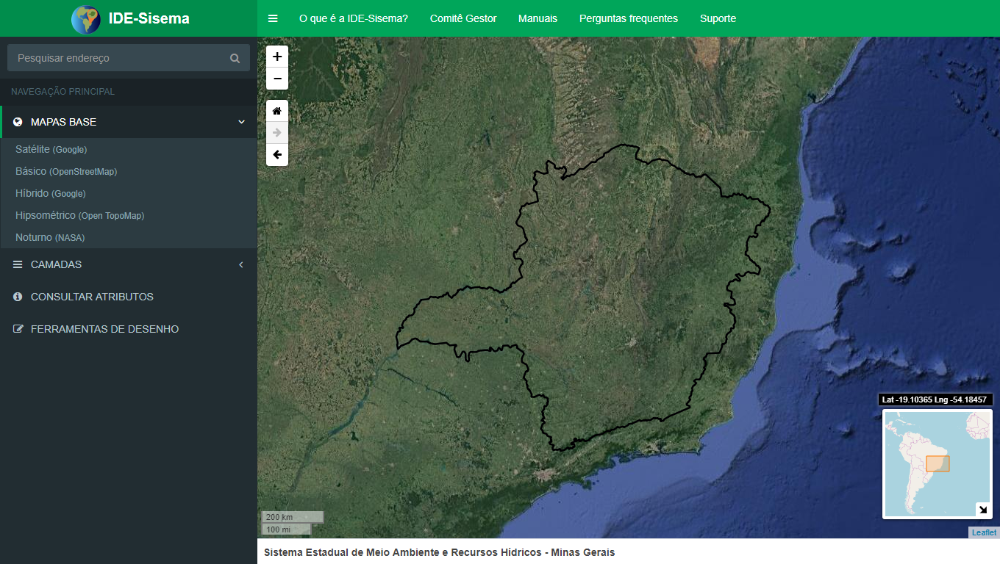 IDE-Sisema
O que é a IDE-Sisema?
Comitê Gestor
Manuais
Perguntas frequentes
Suporte
Pesquisar endereço
NAVEGAÇÃO PRINCIPAL
MAPAS BASE
Satélite (Google)
Básico (OpenStreetMap)
Híbrido (Google)
Hipsométrico (Open TopoMap)
Noturno (NASA)
CAMADAS
CONSULTAR ATRIBUTOS
FERRAMENTAS DE DESENHO
+
−
Lat -19.10365 Lng -54.18457
200 km
100 mi
Leaflet
Sistema Estadual de Meio Ambiente e Recursos Hídricos - Minas Gerais